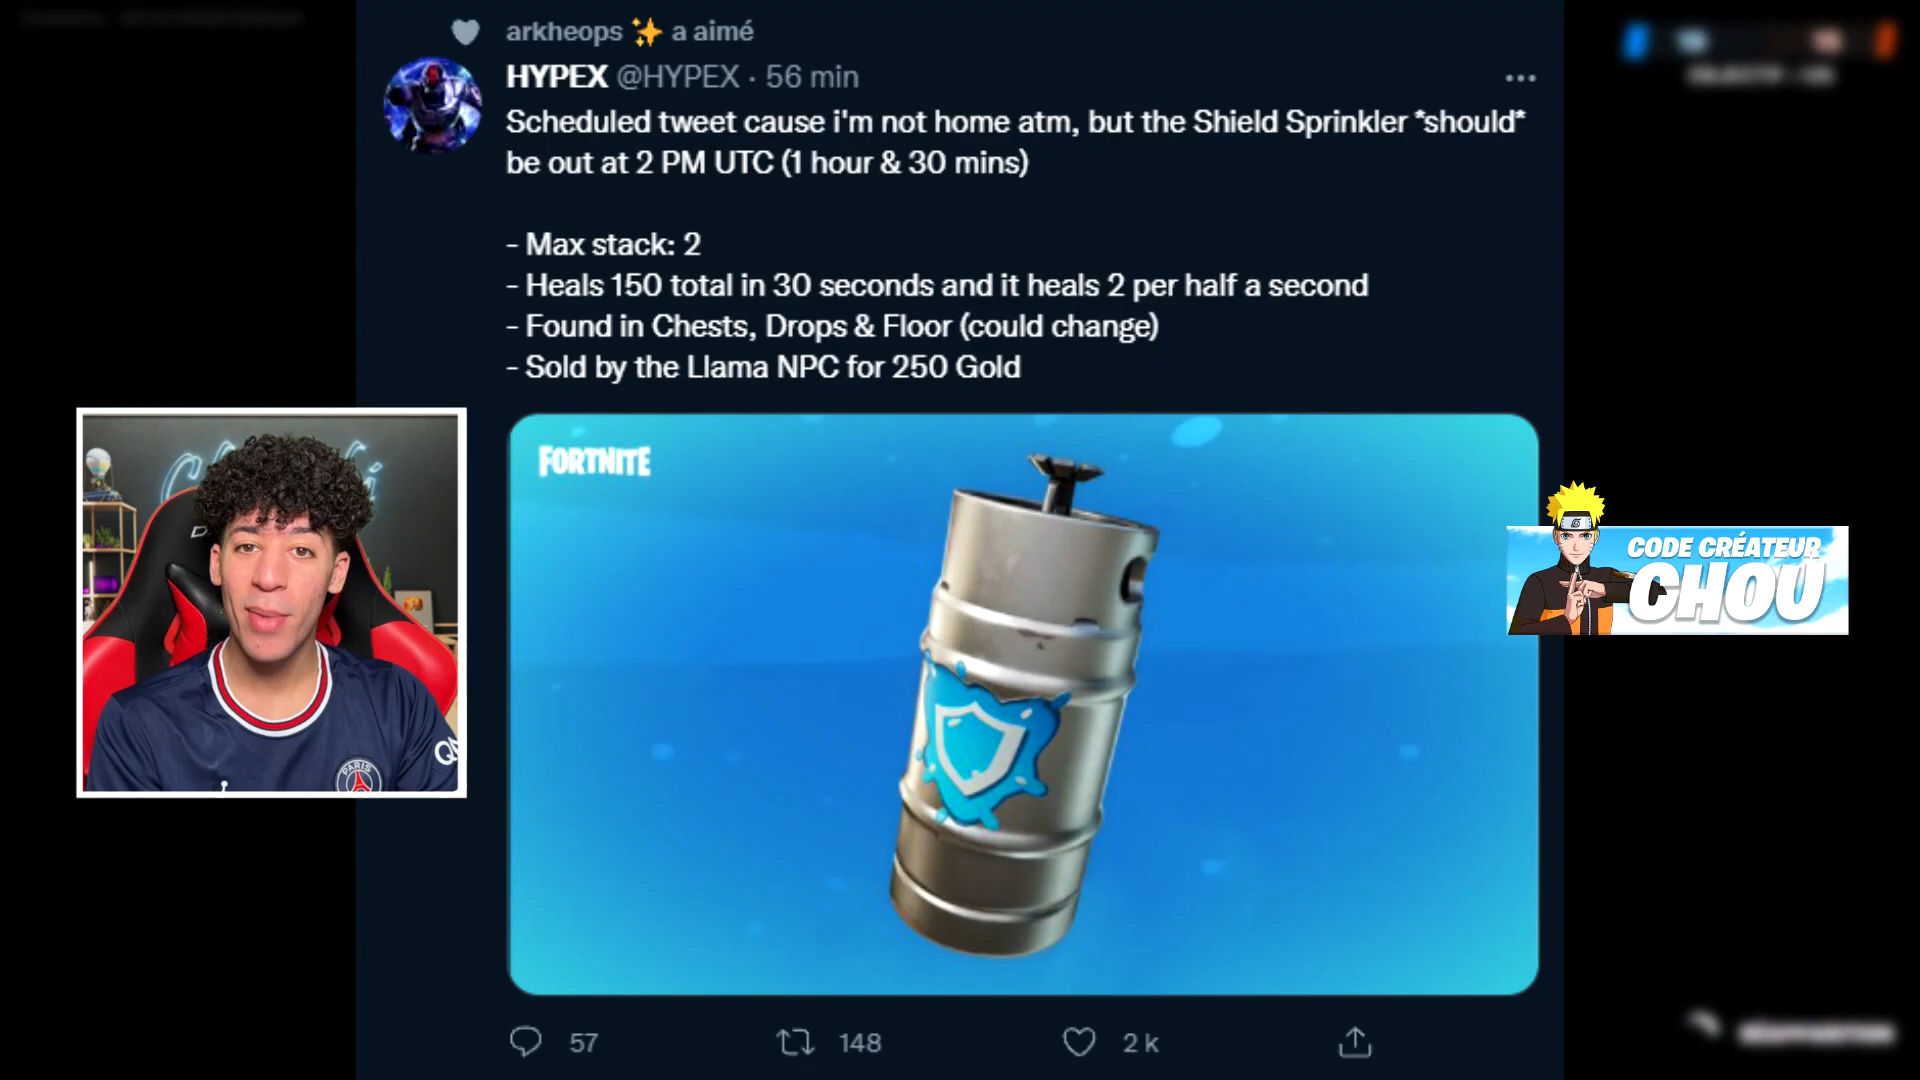 arkheops ✨ a aimé
HYPEX @HYPEX · 56 min
Scheduled tweet cause i'm not home atm, but the Shield Sprinkler *should*
be out at 2 PM UTC (1 hour & 30 mins)
- Max stack: 2
- Heals 150 total in 30 seconds and it heals 2 per half a second
- Found in Chests, Drops & Floor (could change)
- Sold by the Llama NPC for 250 Gold
FORTNITE
PARIS
CODE CRÉATEUR
CHOU
57
148
2 k